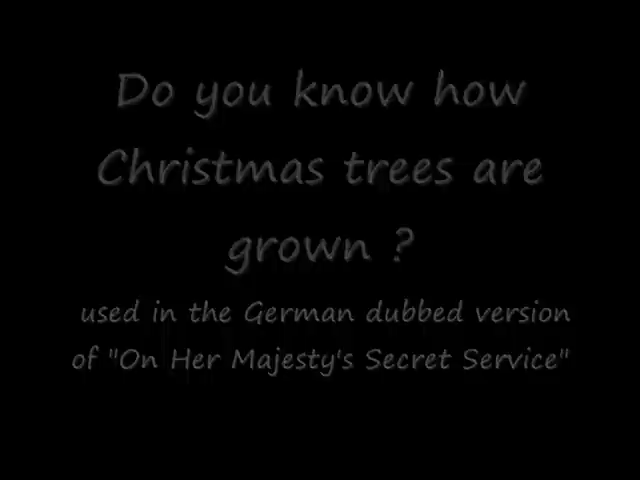 Do you know how
Christmas trees are
grown ?
used in the German dubbed version
of "On Her Majesty's Secret Service"